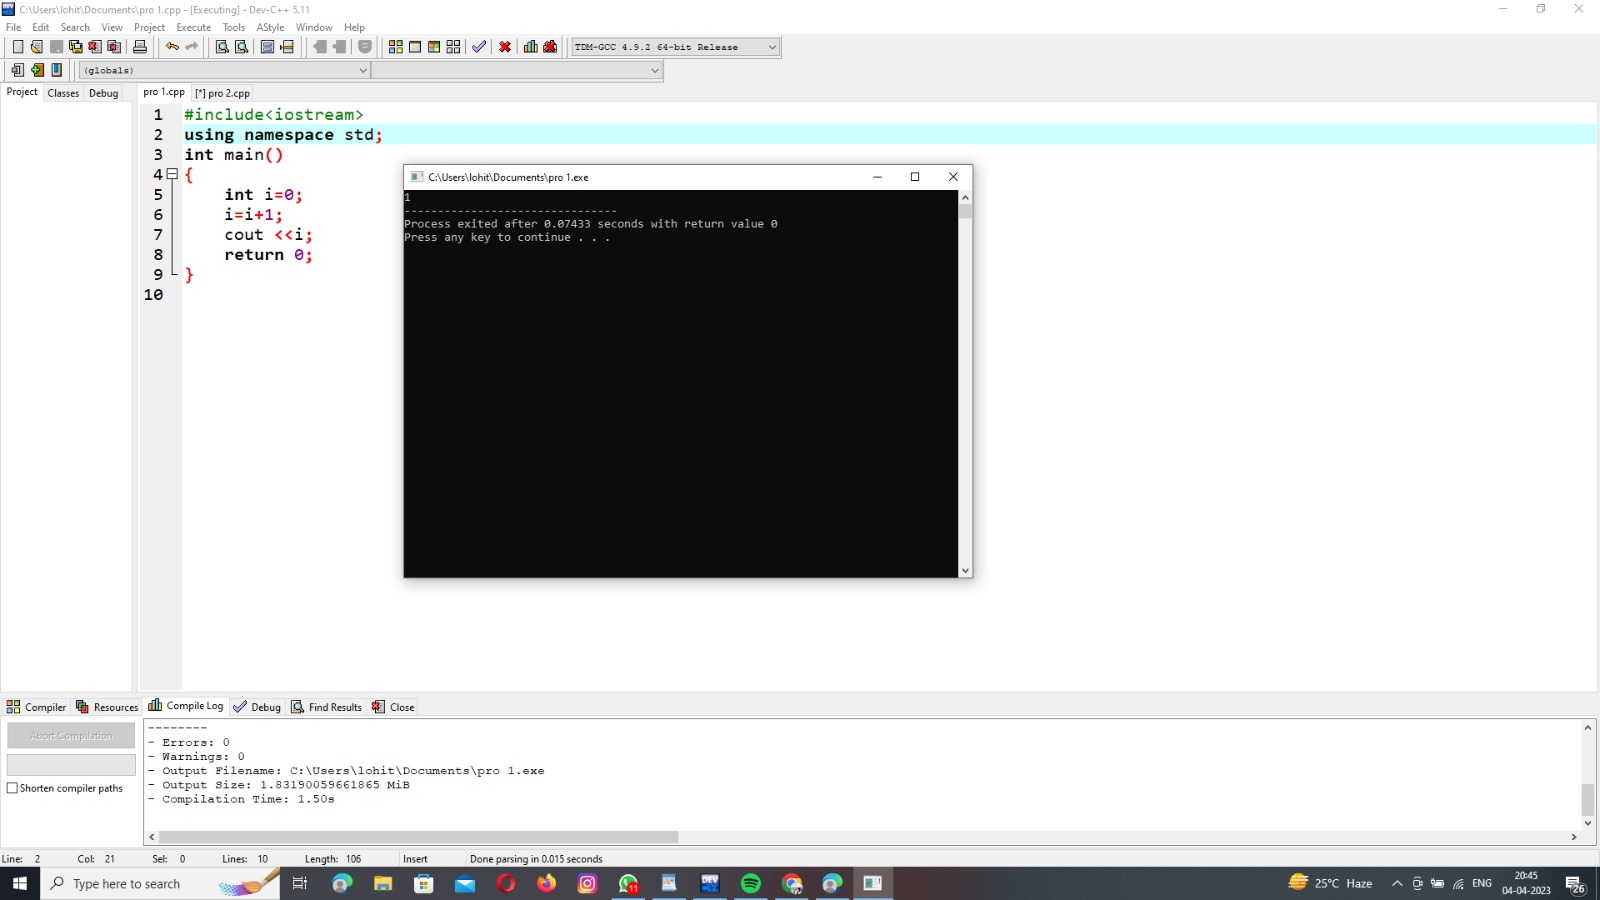 C:\Users\lohit\Documents\pro 1.cpp - [Executing] - Dev-C++ 5.11
File Edit Search View Project Execute Tools AStyle Window Help
TDM-GCC 4.9.2 64-bit Release
(globals)
Project Classes Debug
pro 1.cpp [*] pro 2.cpp
1 #include<iostream>
2 using namespace std;
3 int main()
4 {
5 int i=0;
6 i=i+1;
7 cout <<i;
8 return 0;
9 }
10
C:\Users\lohit\Documents\pro 1.exe
1
--------------------------------
Process exited after 0.07433 seconds with return value 0
Press any key to continue . . .
Compiler Resources Compile Log Debug Find Results Close
Abort Compilation
Shorten compiler paths
--------
- Errors: 0
- Warnings: 0
- Output Filename: C:\Users\lohit\Documents\pro 1.exe
- Output Size: 1.83190059661865 MiB
- Compilation Time: 1.50s
Line: 2 Col: 21 Sel: 0 Lines: 10 Length: 106 Insert Done parsing in 0.015 seconds
Type here to search
11
DEV
25°C Haze
ENG
20:45
04-04-2023
26